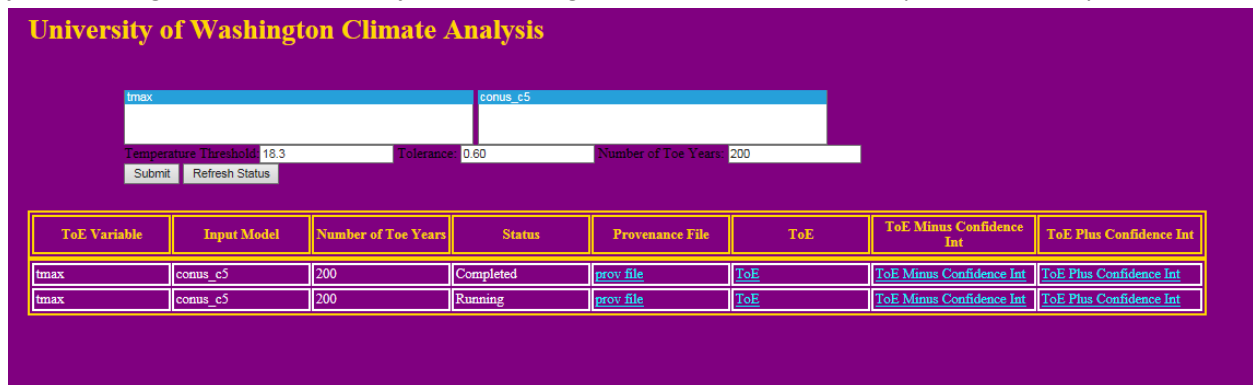 University of Washington Climate Analysis
tmax conus_c5
Temperature Threshold: 18.3 Tolerance: 0.60 Number of Toe Years: 200
Submit Refresh Status
ToE Variable Input Model Number of Toe Years Status Provenance File ToE ToE Minus Confidence Int ToE Plus Confidence Int
tmax conus_c5 200 Completed prov file ToE ToE Minus Confidence Int ToE Plus Confidence Int
tmax conus_c5 200 Running prov file ToE ToE Minus Confidence Int ToE Plus Confidence Int